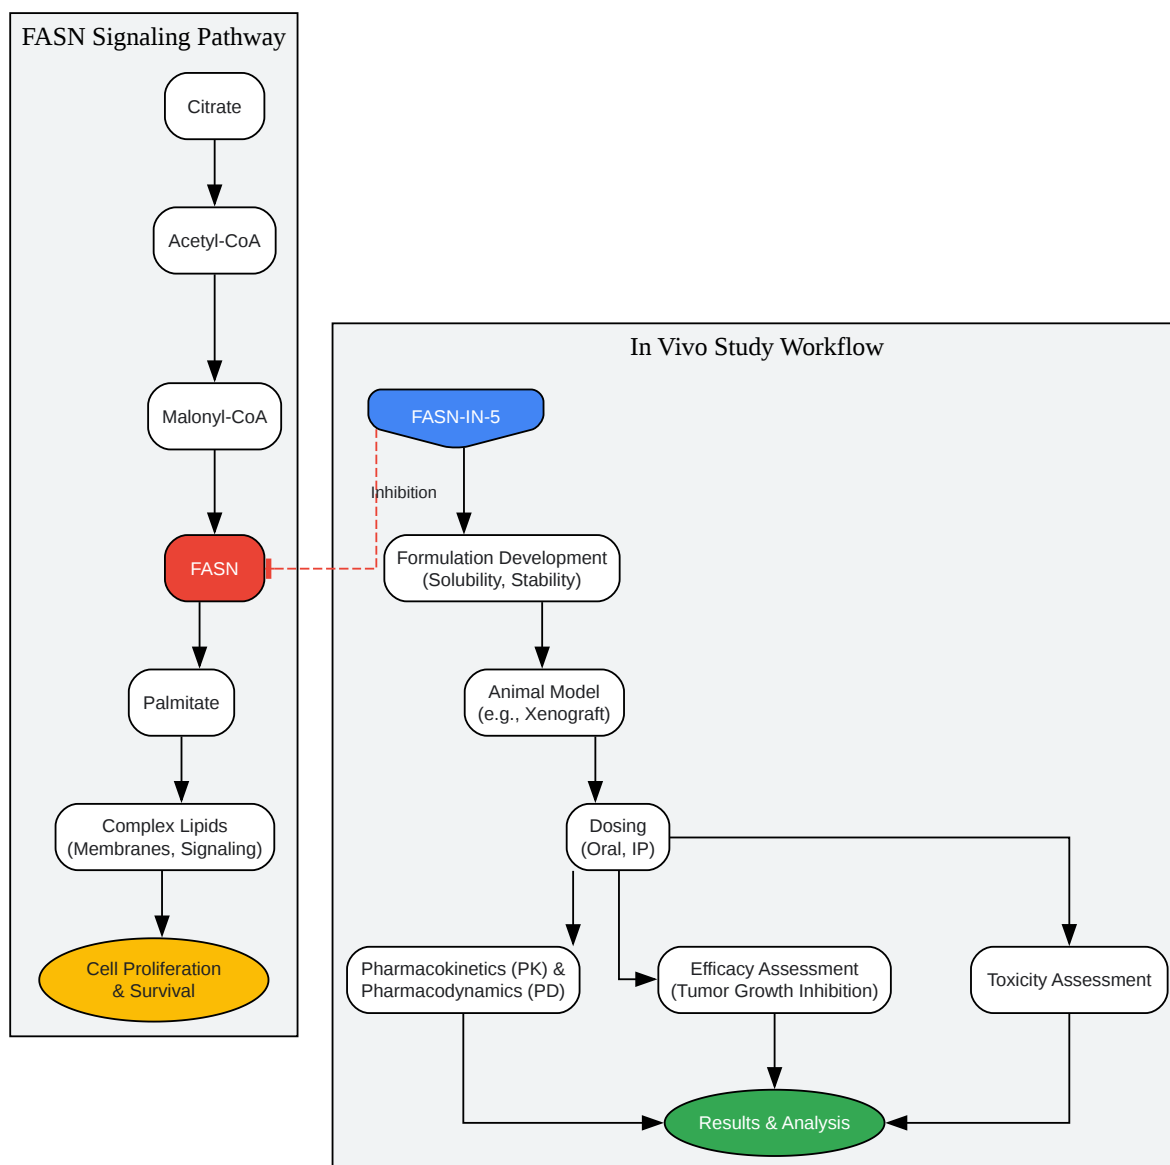 FASN Signaling Pathway
Citrate
Acetyl-CoA
Malonyl-CoA
FASN
Palmitate
Complex Lipids
(Membranes, Signaling)
Cell Proliferation
& Survival
In Vivo Study Workflow
FASN-IN-5
Inhibition
Formulation Development
(Solubility, Stability)
Animal Model
(e.g., Xenograft)
Dosing
(Oral, IP)
Pharmacokinetics (PK) &
Pharmacodynamics (PD)
Efficacy Assessment
(Tumor Growth Inhibition)
Toxicity Assessment
Results & Analysis